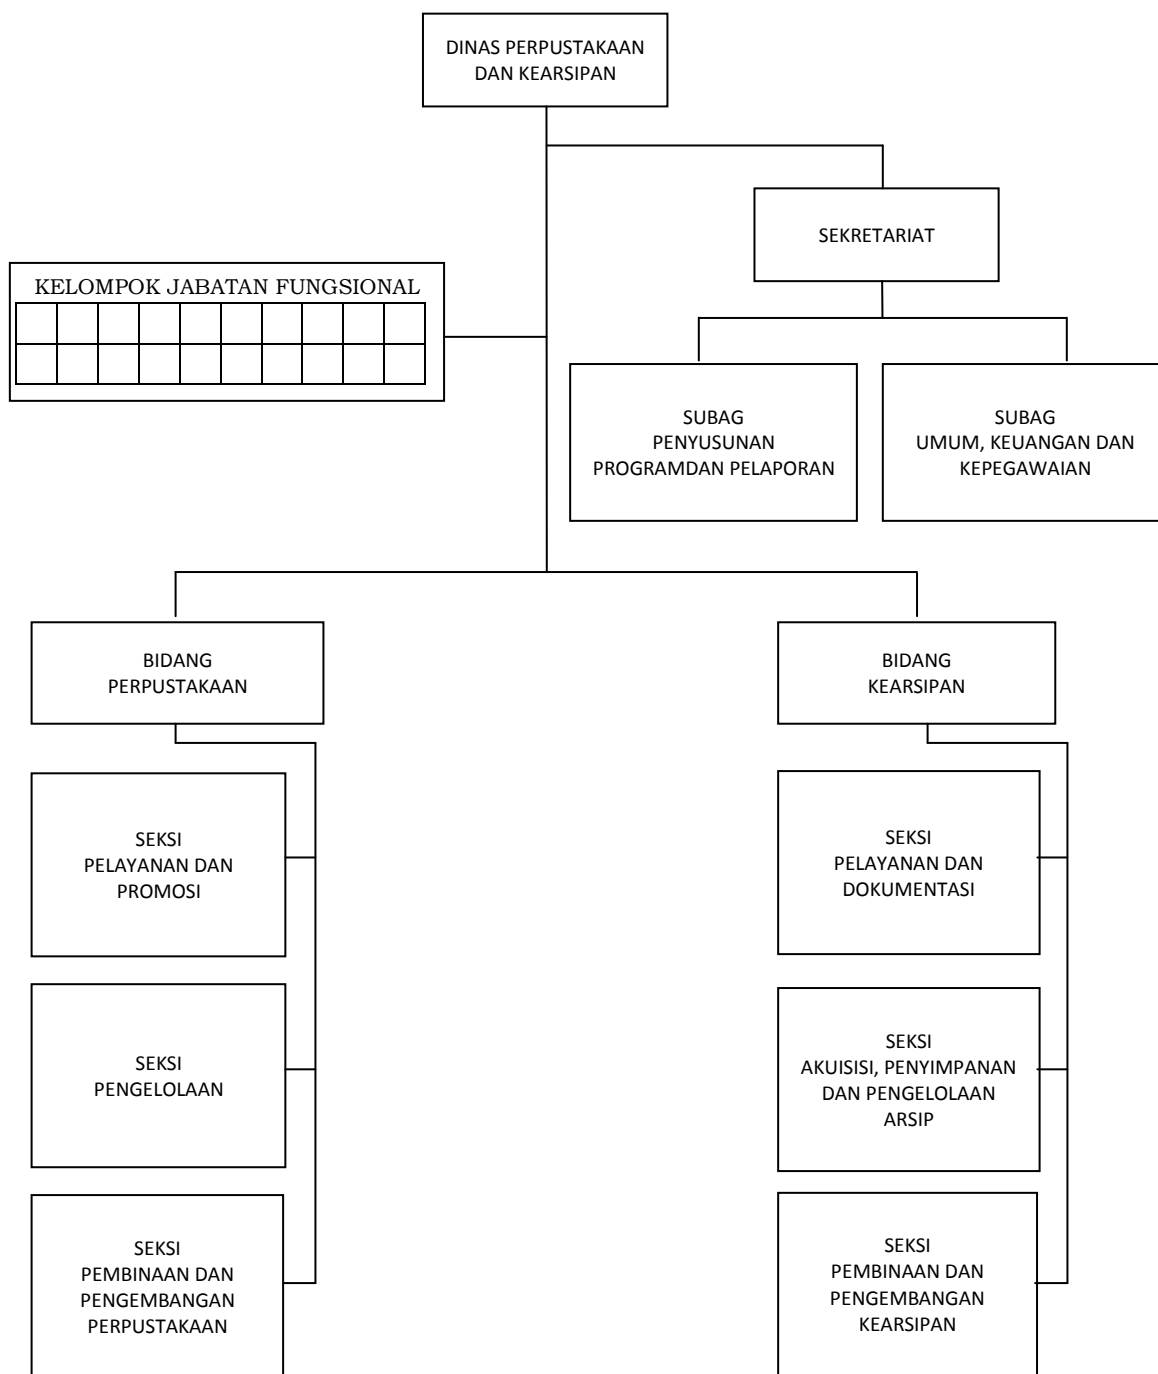 DINAS PERPUSTAKAAN
DAN KEARSIPAN
SEKRETARIAT
KELOMPOK JABATAN FUNGSIONAL
SUBAG
PENYUSUNAN
PROGRAMDAN PELAPORAN
SUBAG
UMUM, KEUANGAN DAN
KEPEGAWAIAN
BIDANG
PERPUSTAKAAN
BIDANG
KEARSIPAN
SEKSI
PELAYANAN DAN
PROMOSI
SEKSI
PELAYANAN DAN
DOKUMENTASI
SEKSI
PENGELOLAAN
SEKSI
AKUISISI, PENYIMPANAN
DAN PENGELOLAAN
ARSIP
SEKSI
PEMBINAAN DAN
PENGEMBANGAN
PERPUSTAKAAN
SEKSI
PEMBINAAN DAN
PENGEMBANGAN
KEARSIPAN